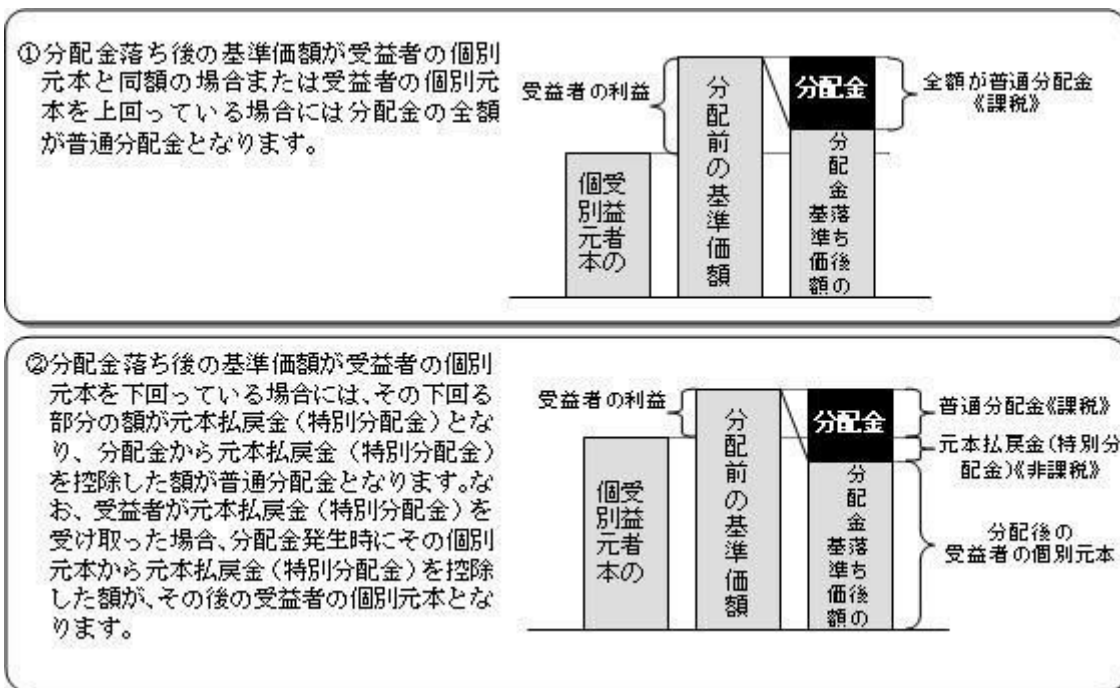 ①分配金落ち後の基準価額が受益者の個別
元本と同額の場合または受益者の個別元
本を上回っている場合には分配金の全額
が普通分配金となります。
受益者の利益
受益者の
個別元本
分配前の基準価額
分配金
分配金落ち後の
基準価額
全額が普通分配金
《課税》
②分配金落ち後の基準価額が受益者の個別
元本を下回っている場合には、その下回る
部分の額が元本払戻金(特別分配金)とな
り、分配金から元本払戻金(特別分配金)
を控除した額が普通分配金となります。な
お、受益者が元本払戻金(特別分配金)を
受け取った場合、分配金発生時にその個別
元本から元本払戻金(特別分配金)を控除
した額が、その後の受益者の個別元本とな
ります。
受益者の利益
受益者の
個別元本
分配前の基準価額
分配金
分配金落ち後の
基準価額
普通分配金《課税》
元本払戻金(特別分
配金)《非課税》
分配後の
受益者の個別元本